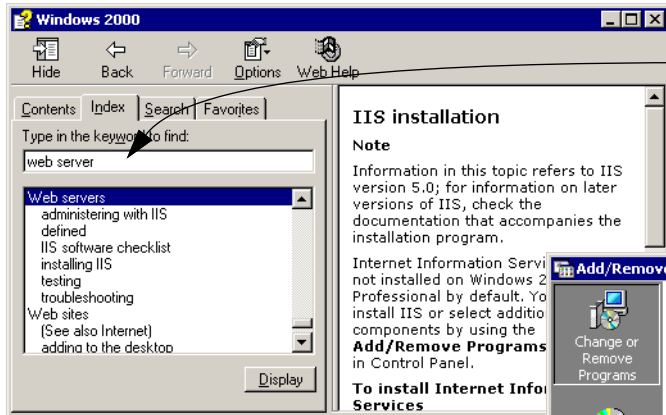 Windows 2000
Hide Back Forward Options Web Help
Contents Index Search Favorites
Type in the keyword to find:
web server
Web servers
administering with IIS
defined
IIS software checklist
installing IIS
testing
troubleshooting
Web sites
(See also Internet)
adding to the desktop
Display
IIS installation
Note
Information in this topic refers to IIS
version 5.0; for information on later
versions of IIS, check the
documentation that accompanies the
installation program.
Internet Information Servi
not installed on Windows 2
Professional by default. Yo
install IIS or select additio
components by using the
Add/Remove Programs
in Control Panel.
To install Internet Infor
Services
Add/Remove
Change or
Remove
Programs